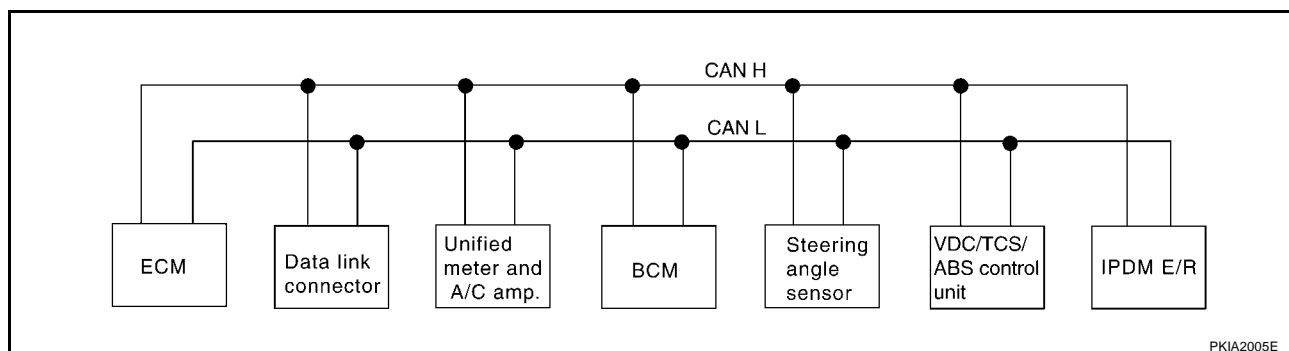 CAN H
CAN L
ECM
Data link
connector
Unified
meter and
A/C amp.
BCM
Steering
angle
sensor
VDC/TCS/
ABS control
unit
IPDM E/R
PKIA2005E